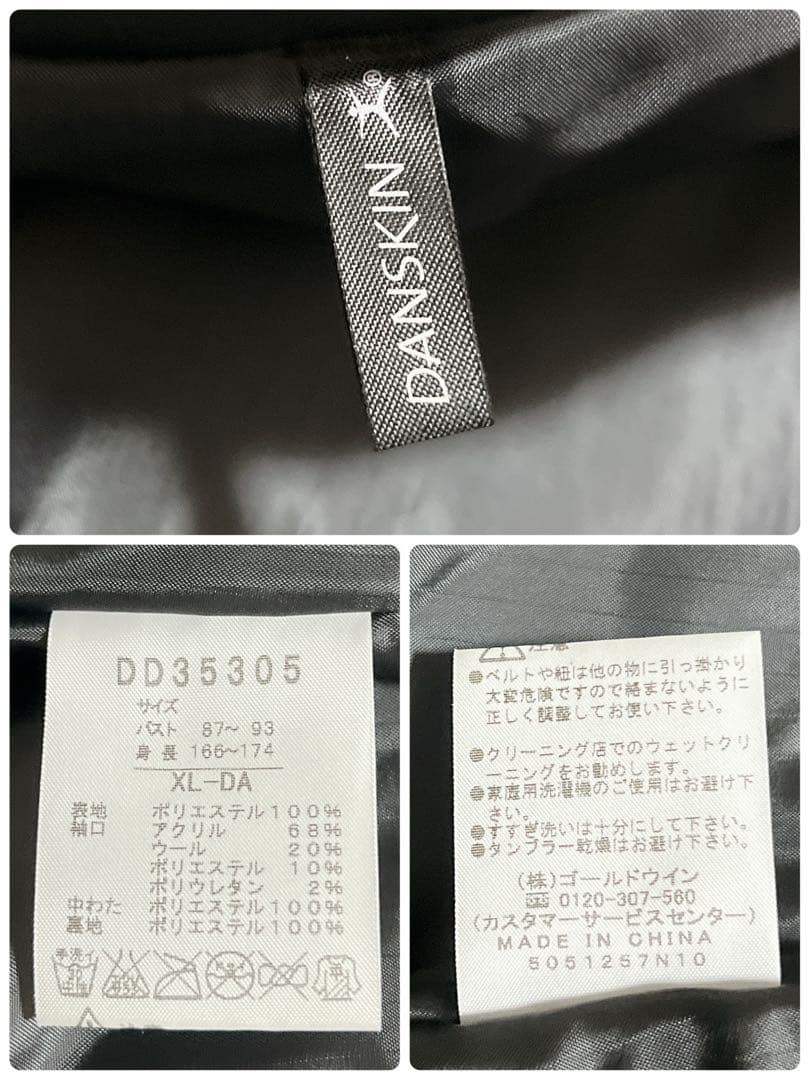 DANSKIN ®
DD35305
サイズ
バスト 87〜 93
身長 166〜174
XL-DA
表地 ポリエステル100%
袖口 アクリル 68%
ウール 20%
ポリエステル 10%
ポリウレタン 2%
中わた ポリエステル100%
裏地 ポリエステル100%
手洗イ
中
注意
●ベルトや紐は他の物に引っ掛かり
大変危険ですので絡まないように
正しく調整してお使い下さい。
●クリーニング店でのウェットクリ
ーニングをお勧めします。
●家庭用洗濯機のご使用はお避け下
さい。
●すすぎ洗いは十分にして下さい。
●タンブラー乾燥はお避け下さい。
(株)ゴールドウイン
0120-307-560
(カスタマーサービスセンター)
MADE IN CHINA
5051257N10